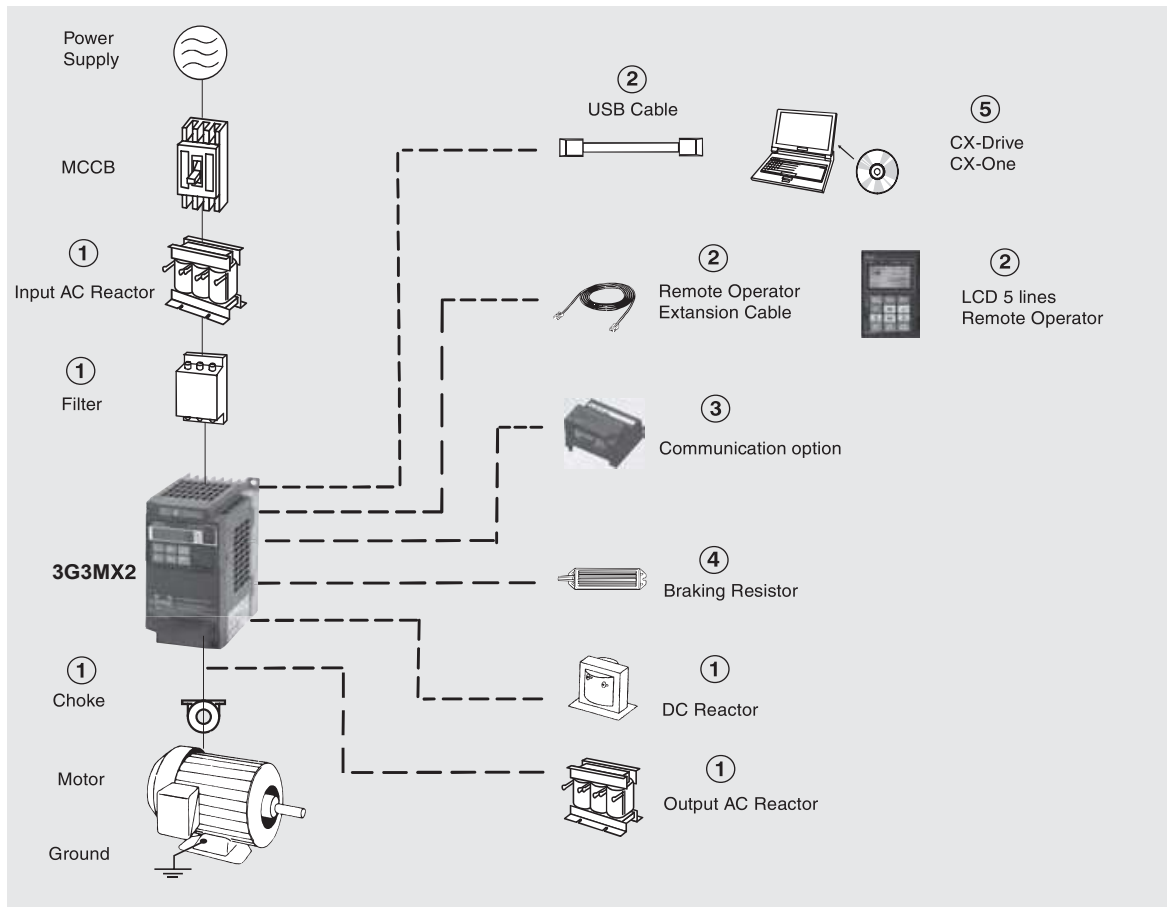 Power
Supply
MCCB
1
Input AC Reactor
1
Filter
3G3MX2
1
Choke
Motor
Ground
2
USB Cable
5
CX-Drive
CX-One
2
Remote Operator
Extansion Cable
2
LCD 5 lines
Remote Operator
3
Communication option
4
Braking Resistor
1
DC Reactor
1
Output AC Reactor